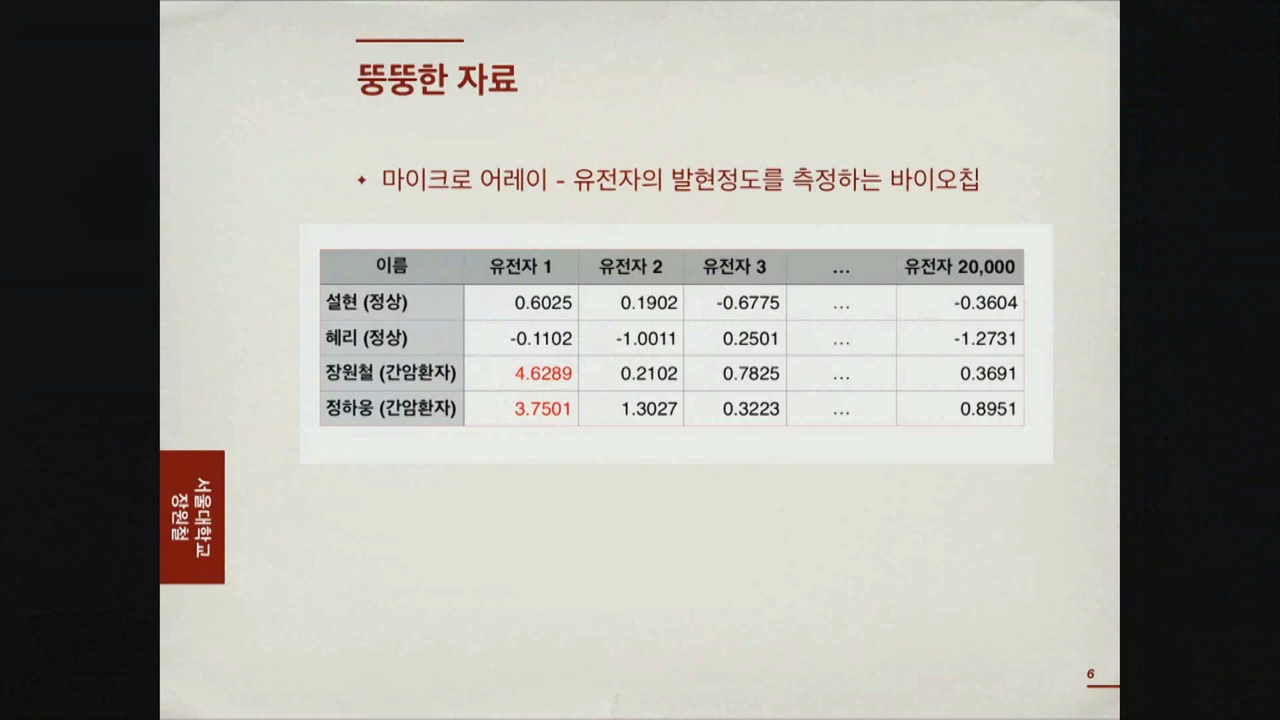 뚱뚱한 자료
마이크로 어레이 - 유전자의 발현정도를 측정하는 바이오칩
이름 유전자 1 유전자 2 유전자 3 ... 유전자 20,000
설현 (정상) 0.6025 0.1902 -0.6775 ... -0.3604
혜리 (정상) -0.1102 -1.0011 0.2501 ... -1.2731
장원철 (간암환자) 4.6289 0.2102 0.7825 ... 0.3691
정하웅 (간암환자) 3.7501 1.3027 0.3223 ... 0.8951
서울대학교
장원철
6